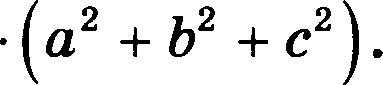 ·(a² + b² + c²).